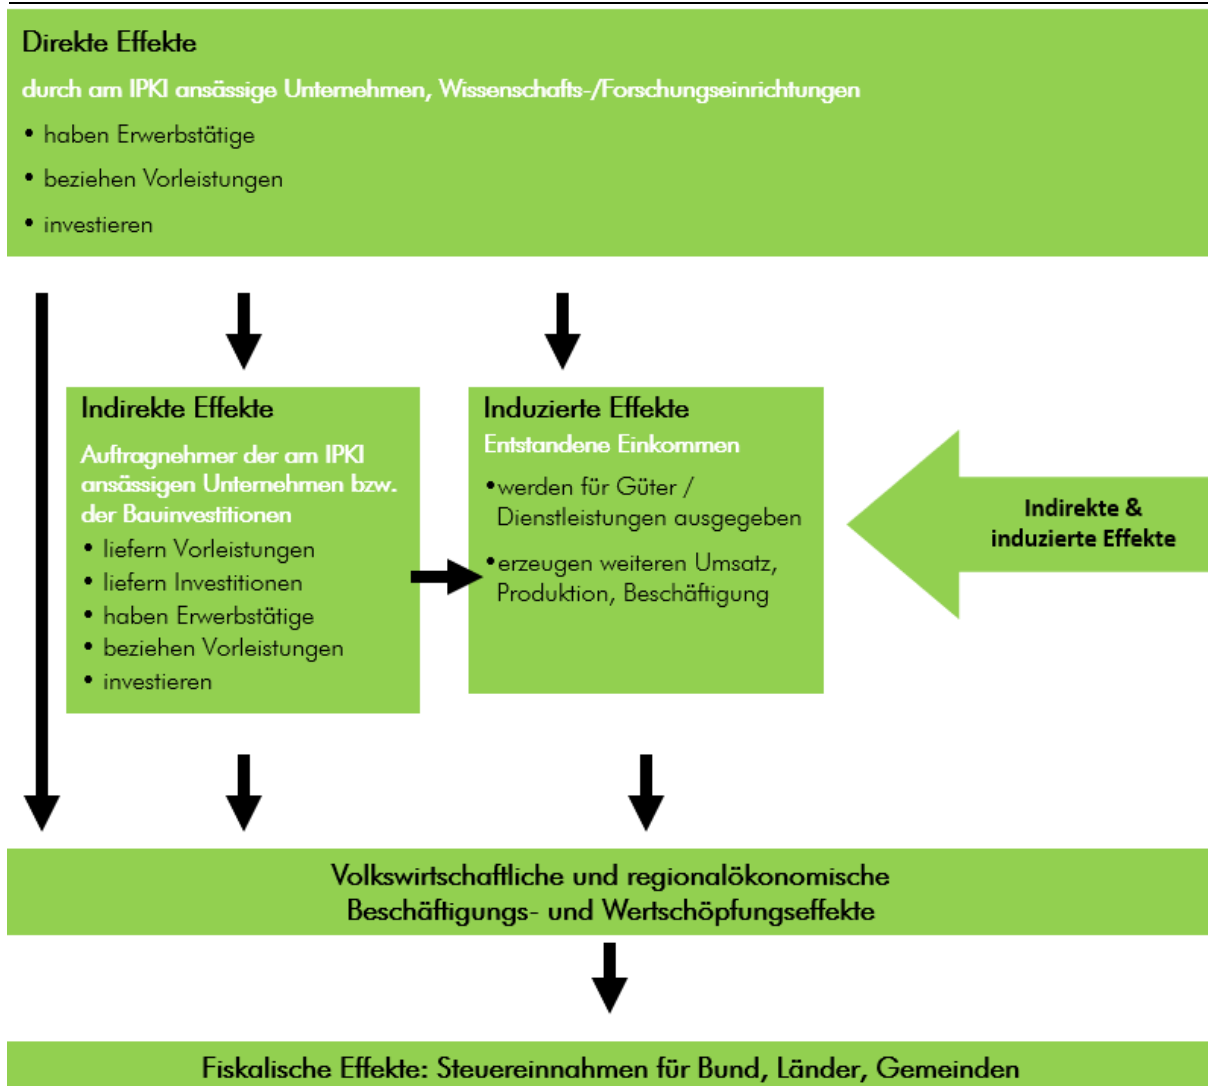 Direkte Effekte
durch am IPKI ansässige Unternehmen, Wissenschafts-/Forschungseinrichtungen
• haben Erwerbstätige
• beziehen Vorleistungen
• investieren
Indirekte Effekte
Auftragnehmer der am IPKI
ansässigen Unternehmen bzw.
der Bauinvestitionen
• liefern Vorleistungen
• liefern Investitionen
• haben Erwerbstätige
• beziehen Vorleistungen
• investieren
Induzierte Effekte
Entstandene Einkommen
•werden für Güter /
Dienstleistungen ausgegeben
•erzeugen weiteren Umsatz,
Produktion, Beschäftigung
Indirekte &
induzierte Effekte
Volkswirtschaftliche und regionalökonomische
Beschäftigungs- und Wertschöpfungseffekte
Fiskalische Effekte: Steuereinnahmen für Bund, Länder, Gemeinden